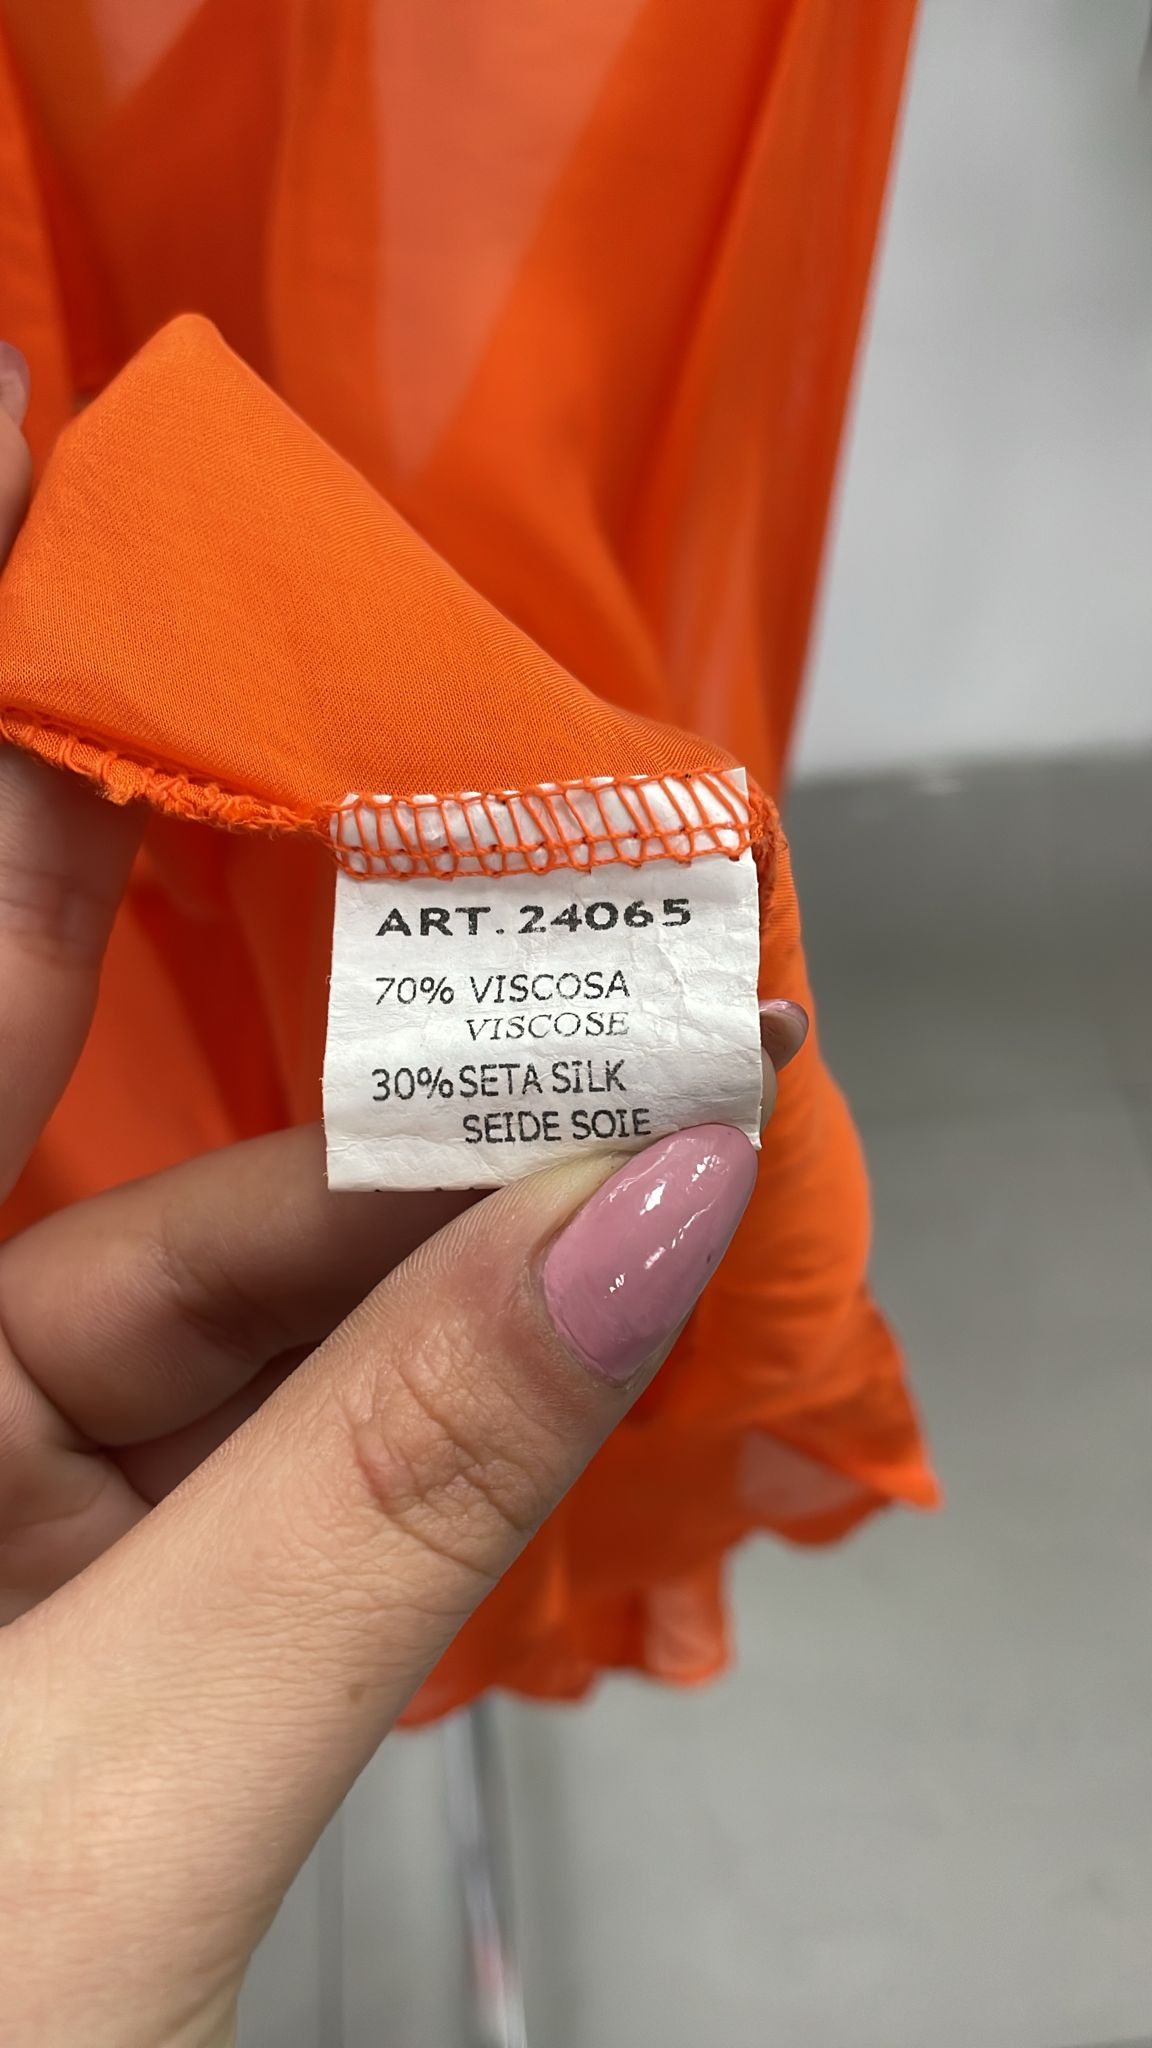 ART. 24065
70% VISCOSA
VISCOSE
30% SETA SILK
SEIDE SOIE